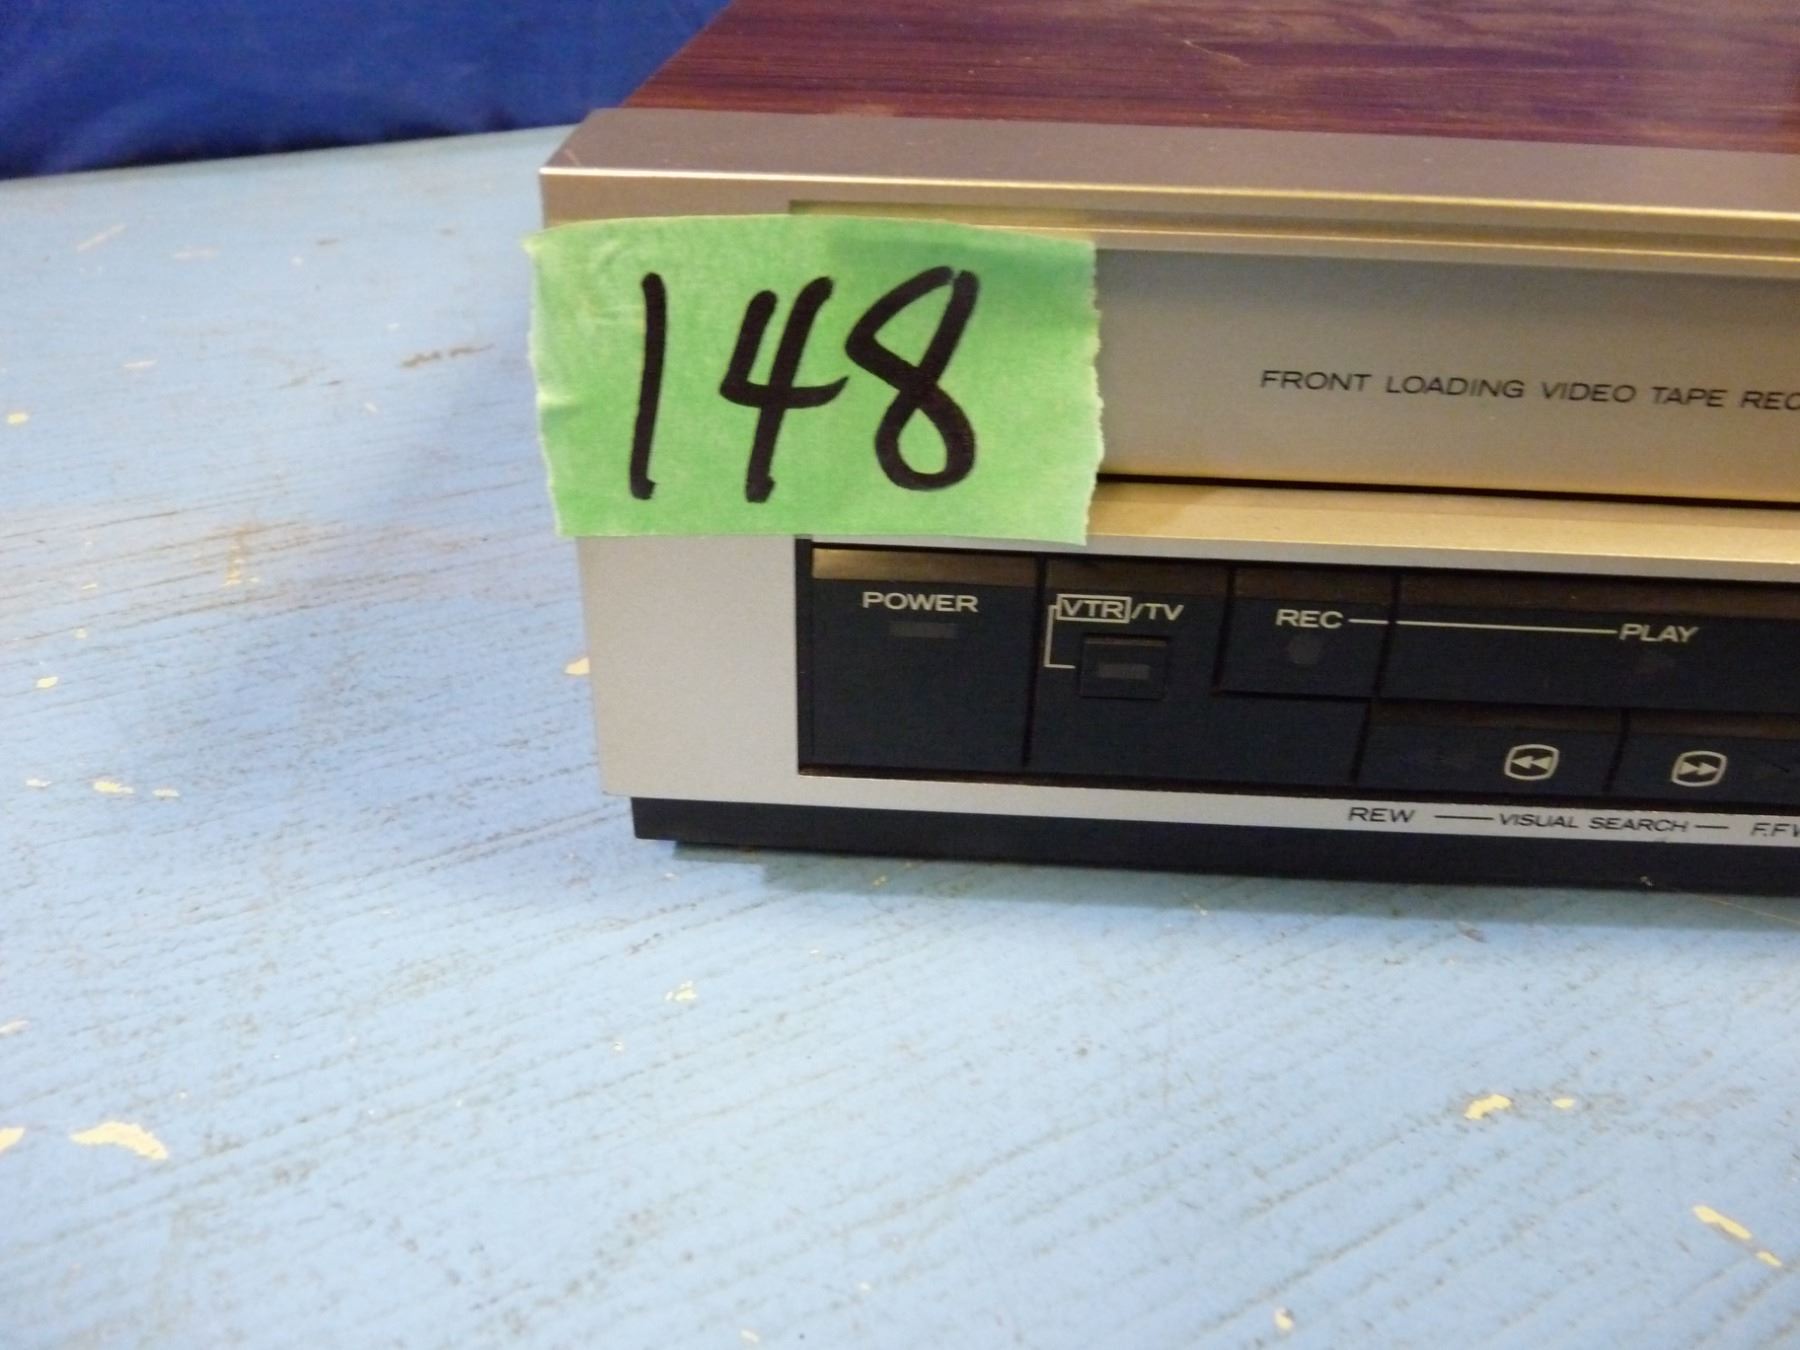 148
FRONT LOADING VIDEO TAPE REC
POWER
VTR/TV
REC
PLAY
REW
VISUAL SEARCH
F.F